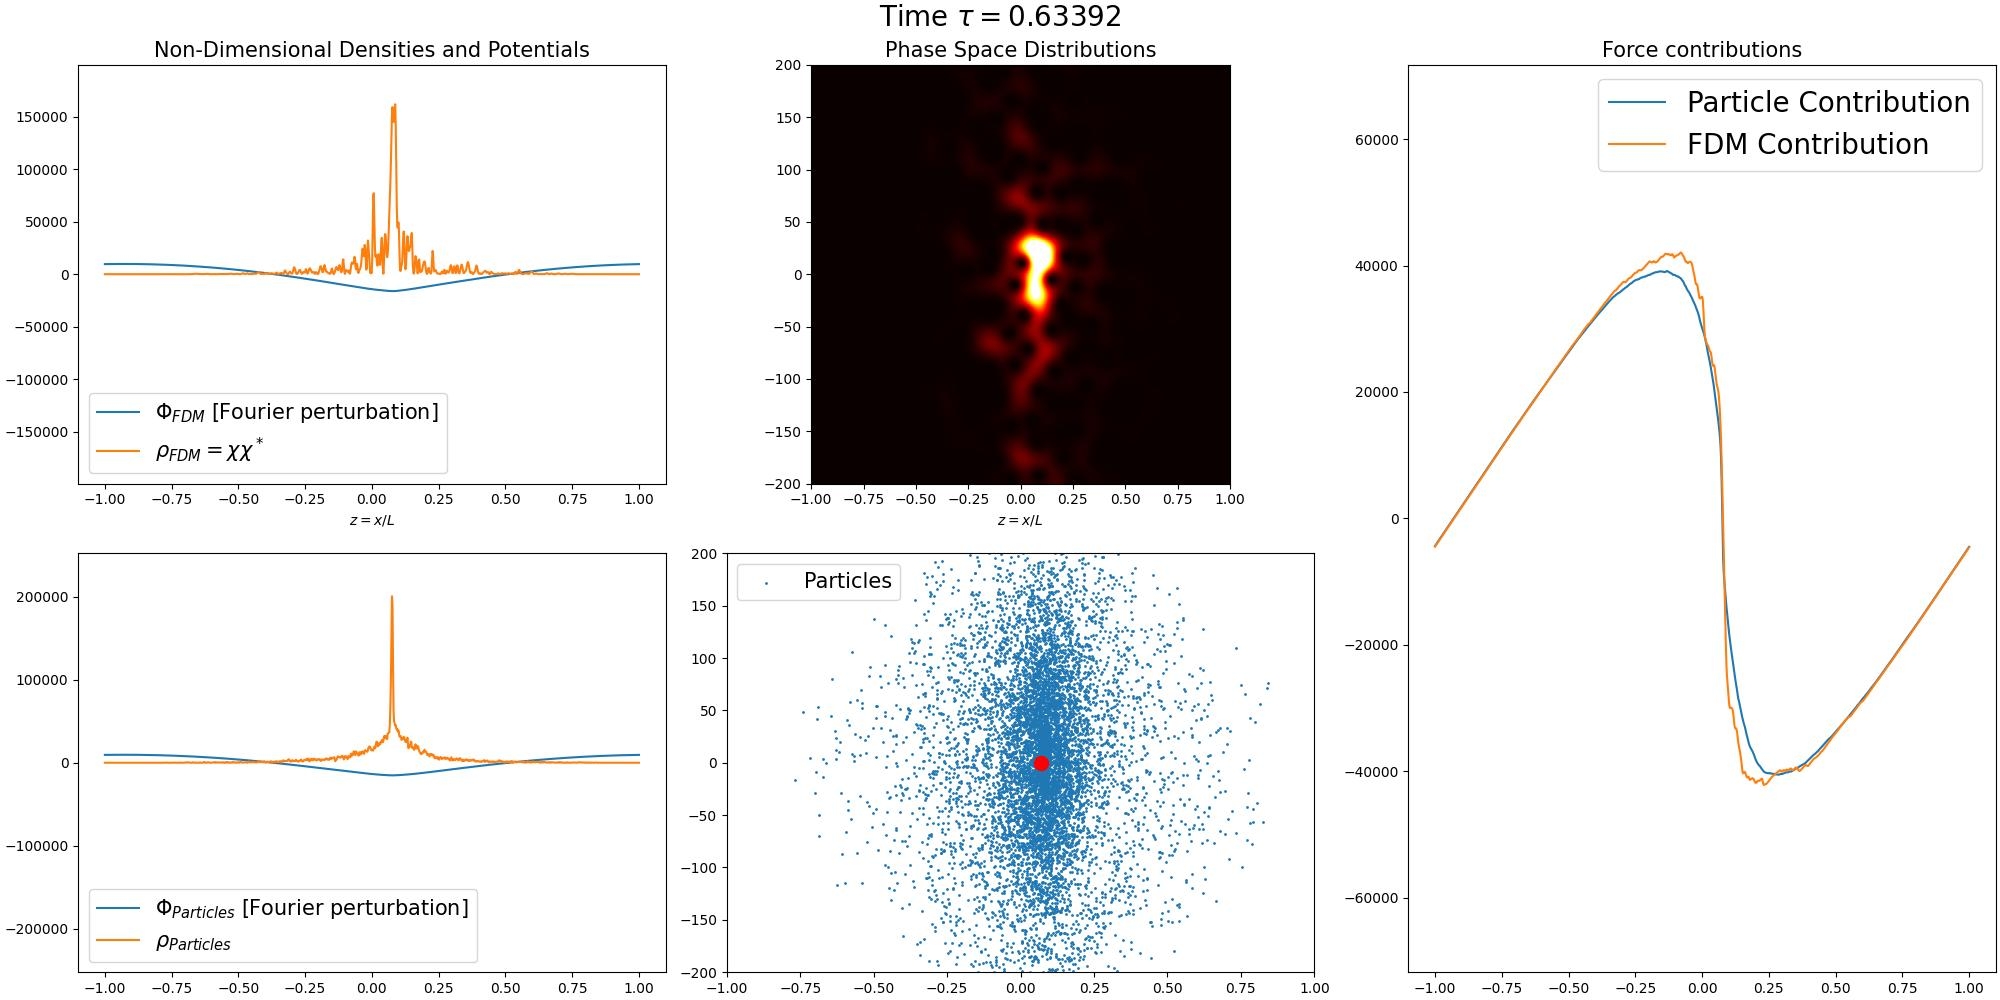 Time τ = 0.63392
Non-Dimensional Densities and Potentials
150000
100000
50000
0
−50000
−100000
−150000
Φ_FDM [Fourier perturbation]
ρ_FDM = χχ*
−1.00 −0.75 −0.50 −0.25 0.00 0.25 0.50 0.75 1.00
z = x/L
Phase Space Distributions
200
150
100
50
0
−50
−100
−150
−200
−1.00 −0.75 −0.50 −0.25 0.00 0.25 0.50 0.75 1.00
z = x/L
Force contributions
Particle Contribution
FDM Contribution
60000
40000
20000
0
−20000
−40000
−60000
−1.00 −0.75 −0.50 −0.25 0.00 0.25 0.50 0.75 1.00
200000
100000
0
−100000
−200000
Φ_Particles [Fourier perturbation]
ρ_Particles
−1.00 −0.75 −0.50 −0.25 0.00 0.25 0.50 0.75 1.00
Particles
200
150
100
50
0
−50
−100
−150
−200
−1.00 −0.75 −0.50 −0.25 0.00 0.25 0.50 0.75 1.00